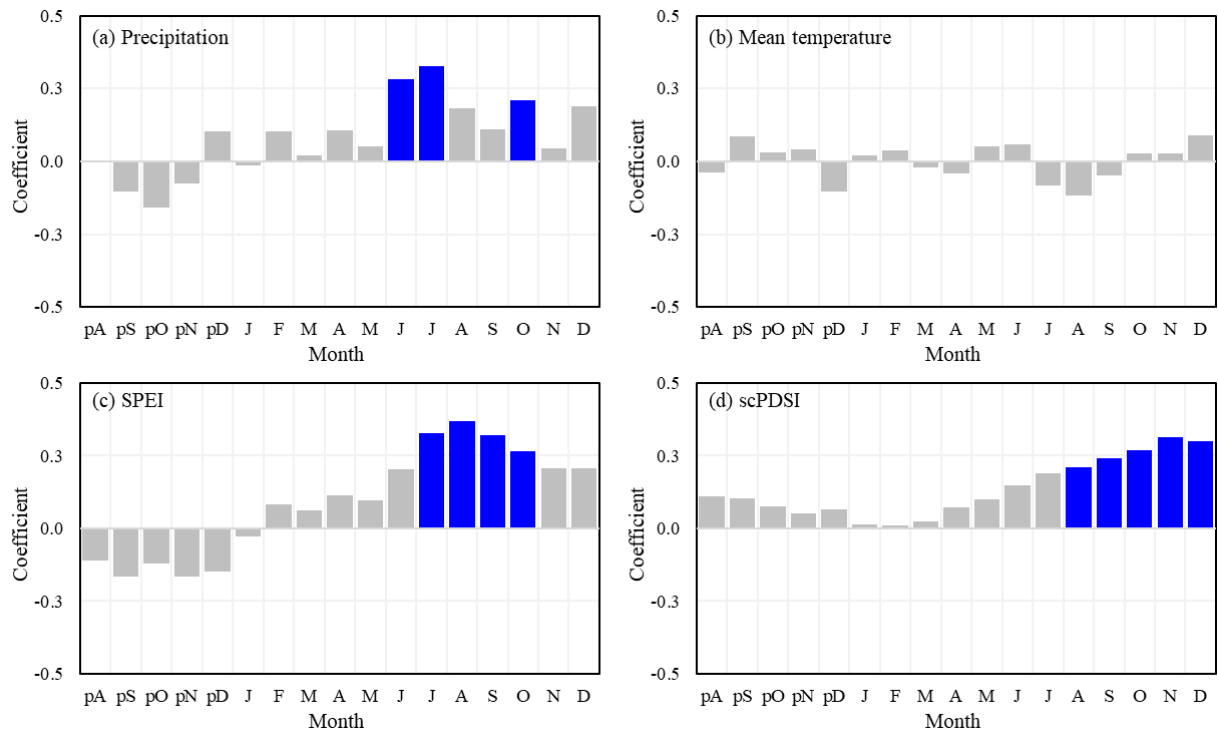 0.5
(a) Precipitation
0.3
0.0
-0.3
-0.5
Coefficient
pA pS pO pN pD J F M A M J J A S O N D
Month
0.5
(b) Mean temperature
0.3
0.0
-0.3
-0.5
Coefficient
pA pS pO pN pD J F M A M J J A S O N D
Month
0.5
(c) SPEI
0.3
0.0
-0.3
-0.5
Coefficient
pA pS pO pN pD J F M A M J J A S O N D
Month
0.5
(d) scPDSI
0.3
0.0
-0.3
-0.5
Coefficient
pA pS pO pN pD J F M A M J J A S O N D
Month